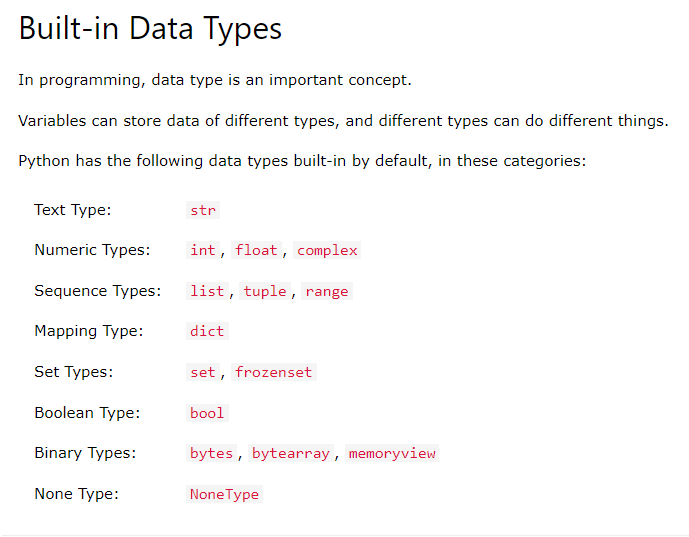 Built-in Data Types
In programming, data type is an important concept.
Variables can store data of different types, and different types can do different things.
Python has the following data types built-in by default, in these categories:
Text Type: str
Numeric Types: int, float, complex
Sequence Types: list, tuple, range
Mapping Type: dict
Set Types: set, frozenset
Boolean Type: bool
Binary Types: bytes, bytearray, memoryview
None Type: NoneType